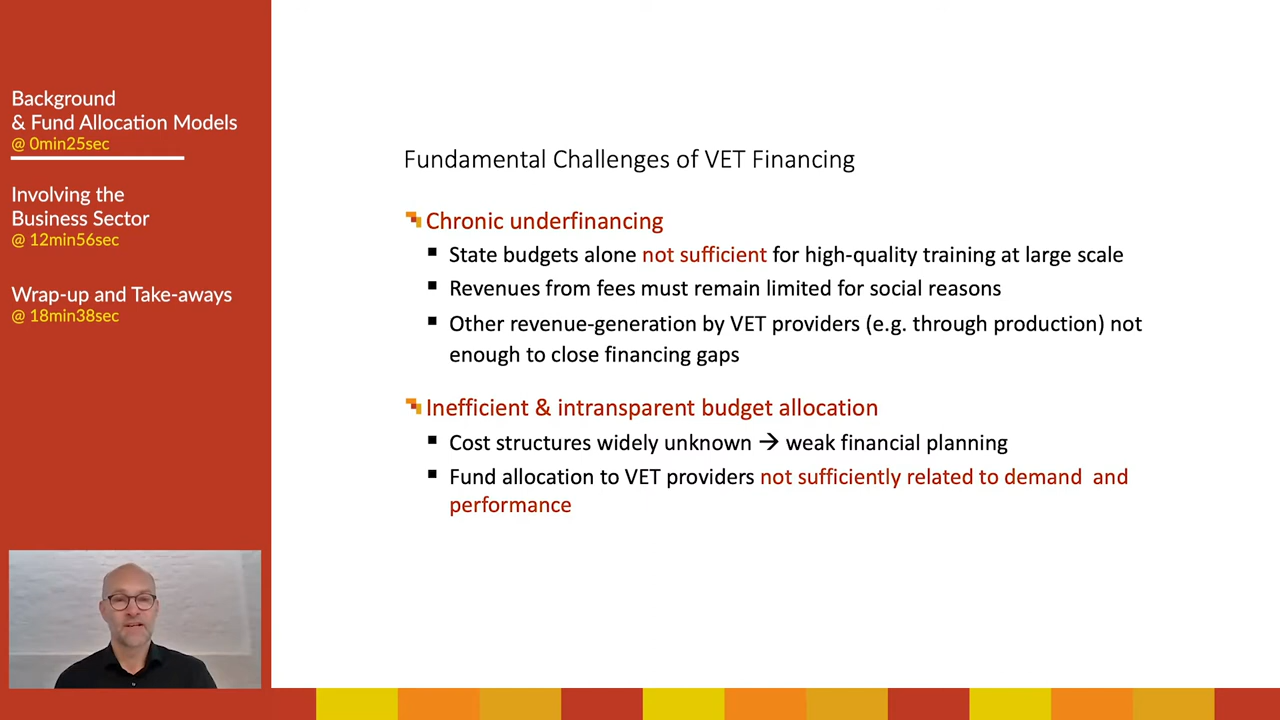 Background
& Fund Allocation Models
@ 0min25sec
Involving the
Business Sector
@ 12min56sec
Wrap-up and Take-aways
@ 18min38sec
Fundamental Challenges of VET Financing
Chronic underfinancing
State budgets alone not sufficient for high-quality training at large scale
Revenues from fees must remain limited for social reasons
Other revenue-generation by VET providers (e.g. through production) not
enough to close financing gaps
Inefficient & intransparent budget allocation
Cost structures widely unknown → weak financial planning
Fund allocation to VET providers not sufficiently related to demand and
performance